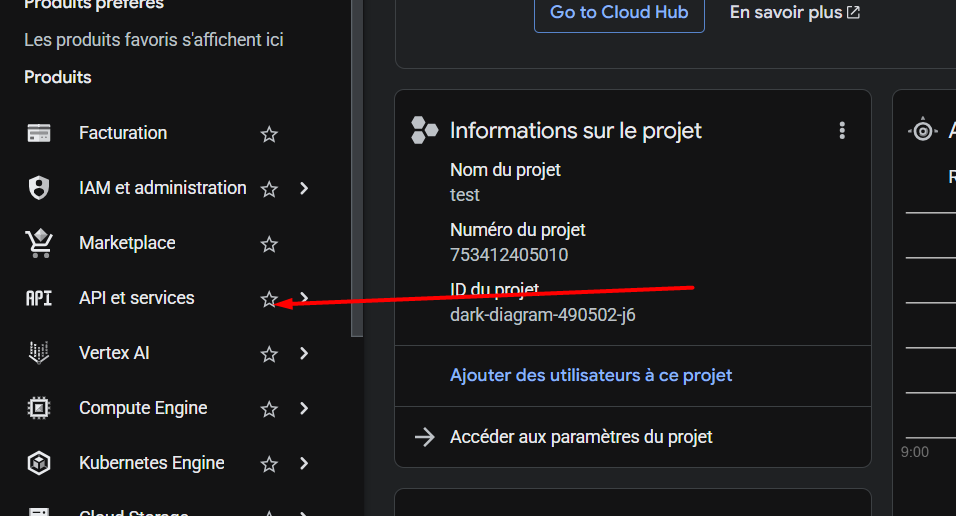 Produits préférés
Les produits favoris s'affichent ici
Produits
Facturation
IAM et administration
Marketplace
API API et services
Vertex AI
Compute Engine
Kubernetes Engine
Cloud Storage
Go to Cloud Hub
En savoir plus
Informations sur le projet
Nom du projet
test
Numéro du projet
753412405010
ID du projet
dark-diagram-490502-j6
Ajouter des utilisateurs à ce projet
Accéder aux paramètres du projet
9:00